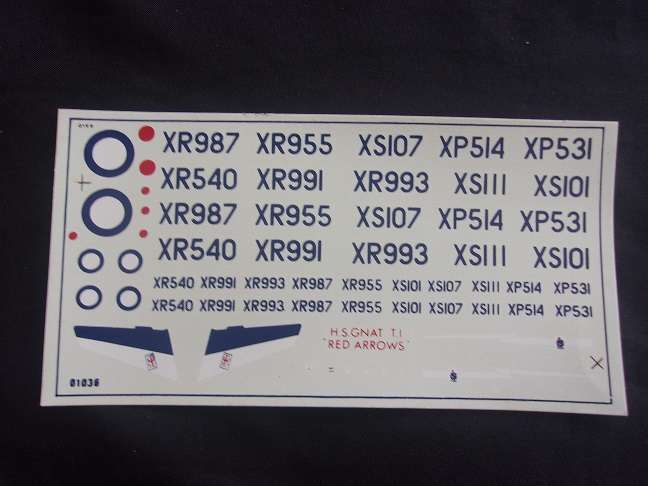 XR987 XR955 XS107 XP514 XP531
XR540 XR991 XR993 XS111 XS101
XR987 XR955 XS107 XP514 XP531
XR540 XR991 XR993 XS111 XS101
XR540 XR991 XR993 XR987 XR955 XS101 XS107 XS111 XP514 XP531
XR540 XR991 XR993 XR987 XR955 XS101 XS107 XS111 XP514 XP531
H.S.GNAT T.1
"RED ARROWS"
01036